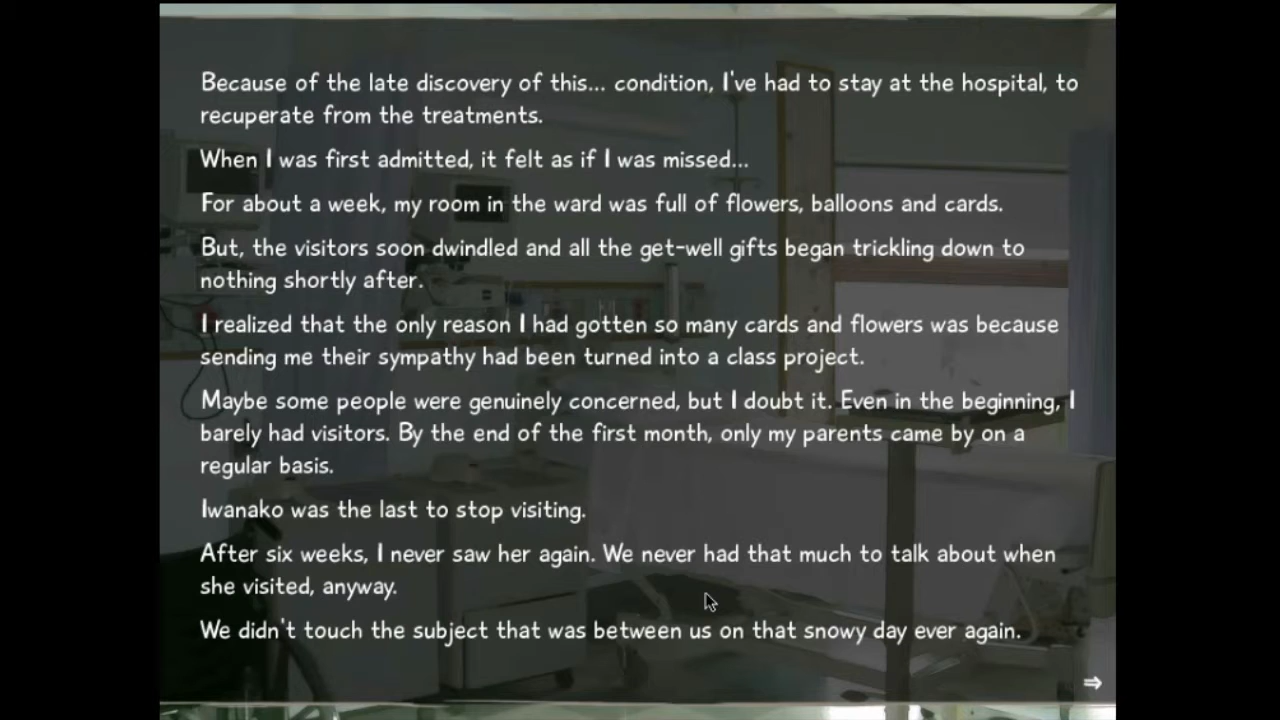 Because of the late discovery of this... condition, I've had to stay at the hospital, to
recuperate from the treatments.
When I was first admitted, it felt as if I was missed...
For about a week, my room in the ward was full of flowers, balloons and cards.
But, the visitors soon dwindled and all the get-well gifts began trickling down to
nothing shortly after.
I realized that the only reason I had gotten so many cards and flowers was because
sending me their sympathy had been turned into a class project.
Maybe some people were genuinely concerned, but I doubt it. Even in the beginning, I
barely had visitors. By the end of the first month, only my parents came by on a
regular basis.
Iwanako was the last to stop visiting.
After six weeks, I never saw her again. We never had that much to talk about when
she visited, anyway.
We didn't touch the subject that was between us on that snowy day ever again.